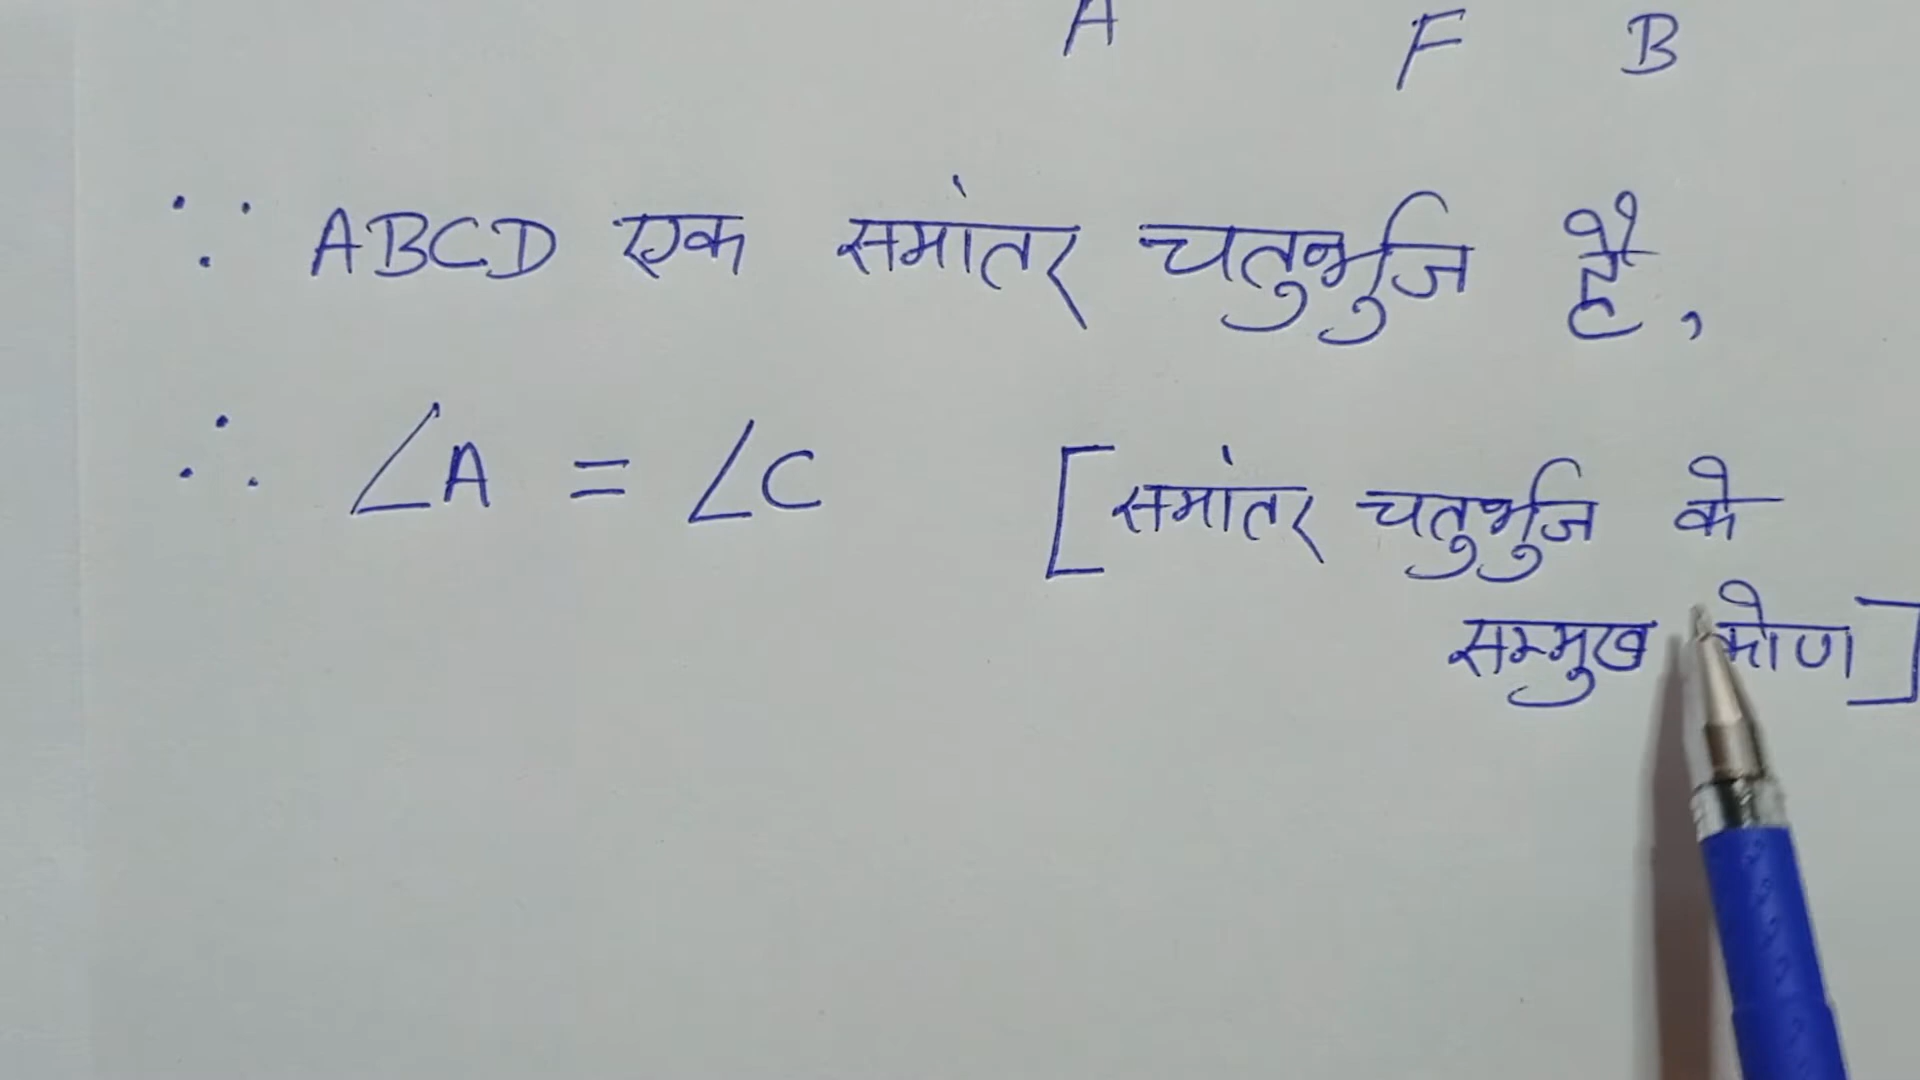 A F B
∵ ABCD एक समांतर चतुर्भुज है,
∴ ∠A = ∠C [समांतर चतुर्भुज के
सम्मुख कोण]